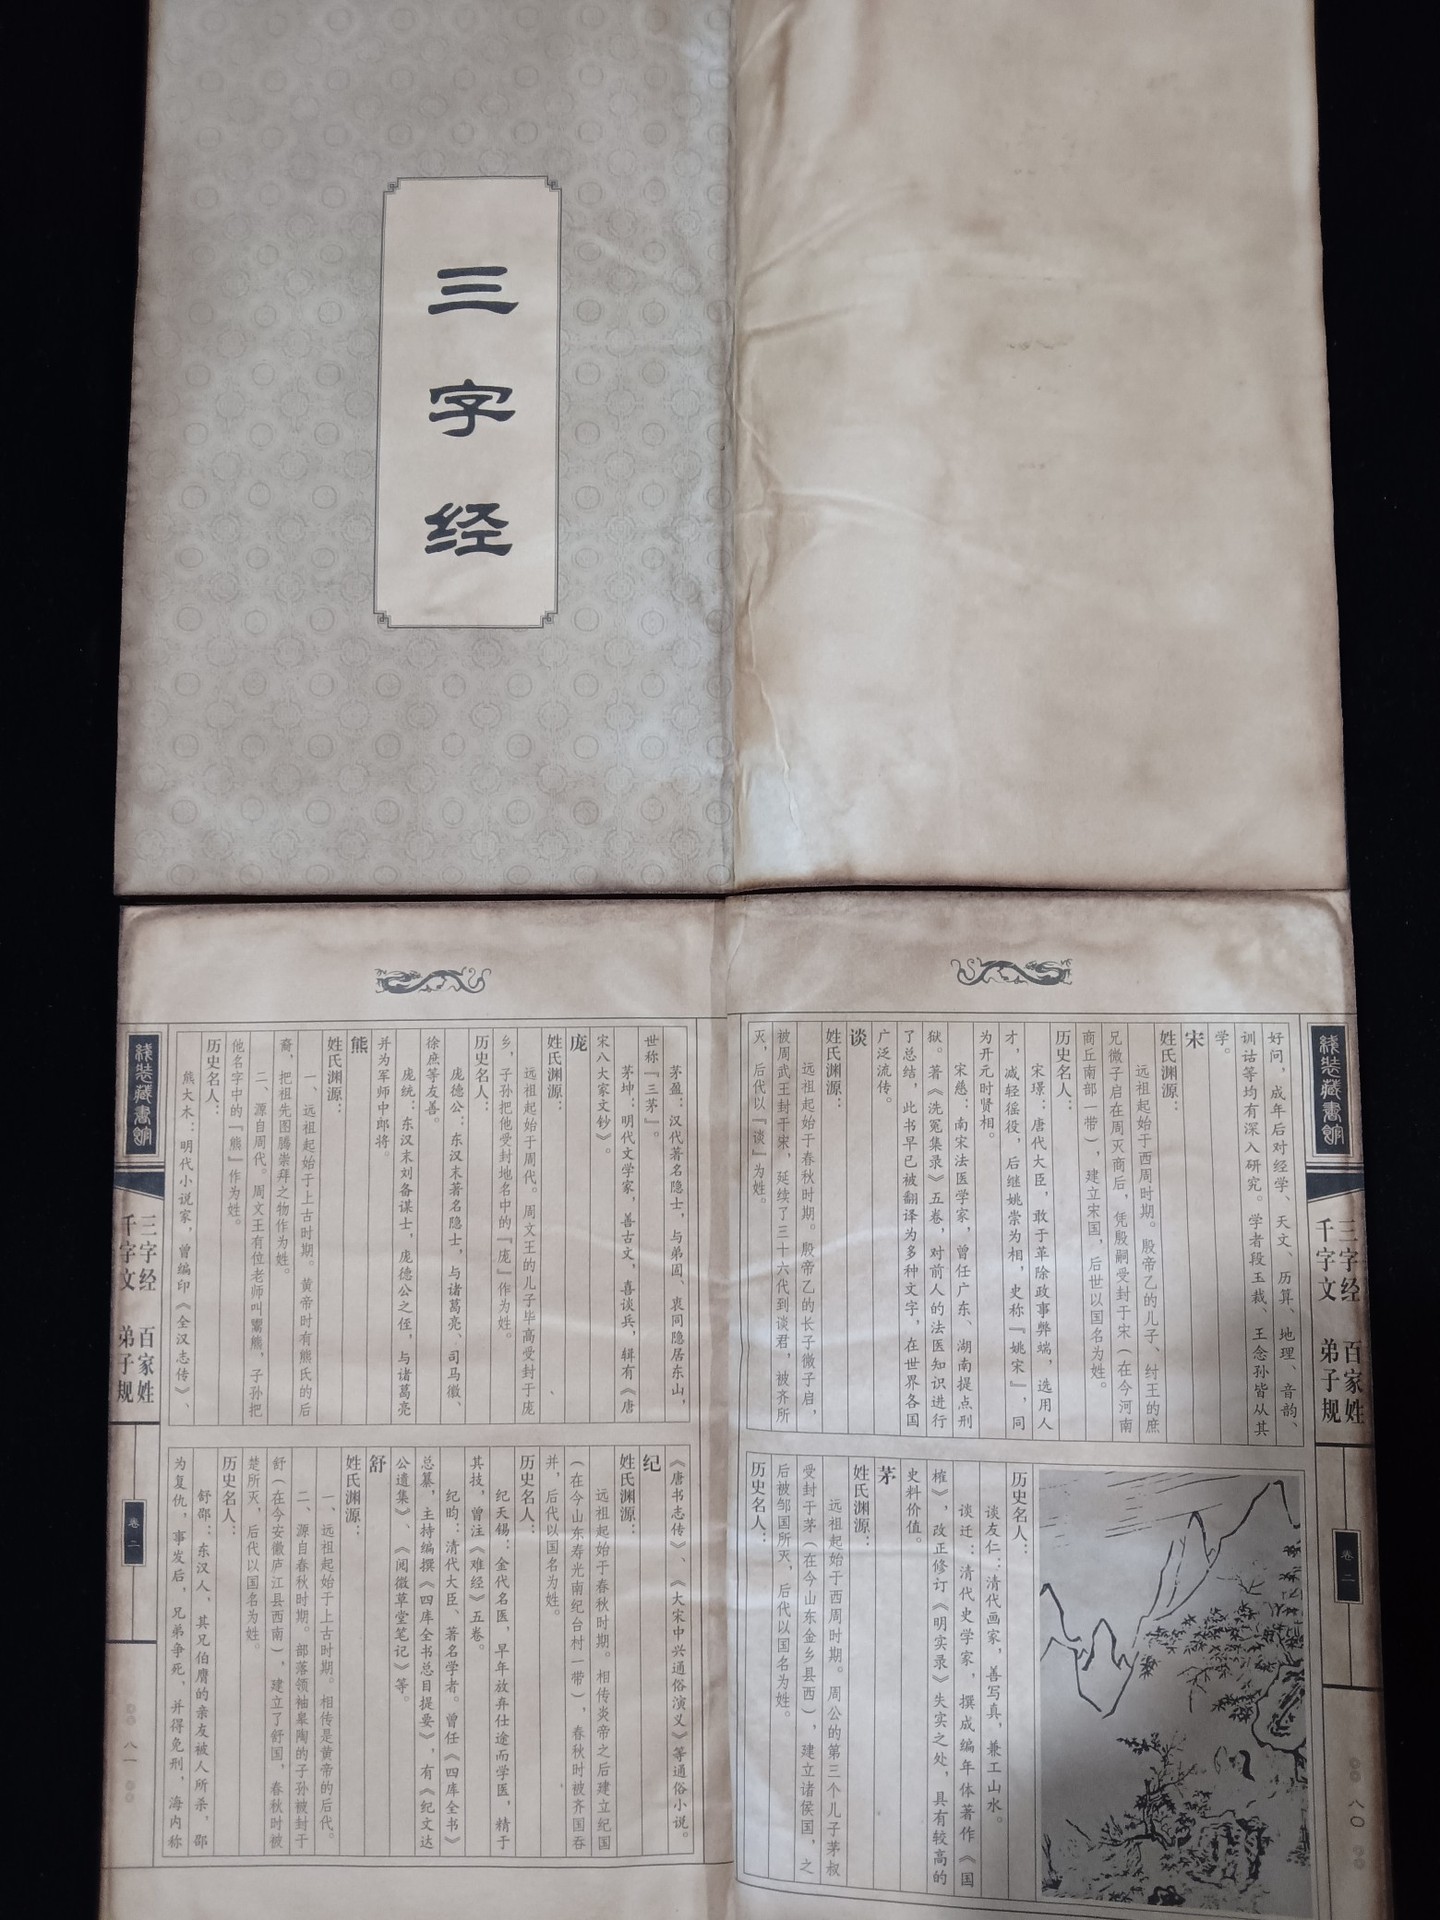 三字经
线装藏书馆
三字经 百家姓
千字文 弟子规
卷二
八〇
好问，成年后对经学、天文、历算、地理、音韵、
训诂等均有深入研究。学者段玉裁、王念孙皆从其
学。
宋
姓氏渊源：
远祖起始于西周时期。殷帝乙的儿子、纣王的庶
兄微子启在周灭商后，凭殷嗣受封于宋（在今河南
商丘南部一带），建立宋国，后世以国名为姓。
历史名人：
宋璟：唐代大臣，敢于革除政事弊端，选用人
才，减轻徭役，后继姚崇为相，史称『姚宋』，同
为开元时贤相。
宋慈：南宋法医学家，曾任广东、湖南提点刑
狱。著《洗冤集录》五卷，对前人的法医知识进行
了总结，此书早已被翻译为多种文字，在世界各国
广泛流传。
谈
姓氏渊源：
远祖起始于春秋时期。殷帝乙的长子微子启，
被周武王封于宋，延续了三十六代到谈君，被齐所
灭，后代以『谈』为姓。
历史名人：
谈友仁：清代画家，善写真，兼工山水。
谈迁：清代史学家，撰成编年体著作《国
榷》，改正修订《明实录》失实之处，具有较高的
史料价值。
茅
姓氏渊源：
远祖起始于西周时期。周公的第三个儿子茅叔
受封于茅（在今山东金乡县西），建立诸侯国，之
后被邹国所灭，后代以国名为姓。
历史名人：
茅盈：汉代著名隐士，与弟固、衷同隐居东山，
世称『三茅』。
茅坤：明代文学家，善古文，喜谈兵，辑有《唐
宋八大家文钞》。
庞
姓氏渊源：
远祖起始于周代。周文王的儿子毕高受封于庞
乡，子孙把他受封地名中的『庞』作为姓。
历史名人：
庞德公：东汉末著名隐士，与诸葛亮、司马徽、
徐庶等友善。
庞统：东汉末刘备谋士，庞德公之侄，与诸葛亮
并为军师中郎将。
熊
姓氏渊源：
一、远祖起始于上古时期。黄帝时有熊氏的后
裔，把祖先图腾崇拜之物作为姓。
二、源自周代。周文王有位老师叫鬻熊，子孙把
他名字中的『熊』作为姓。
历史名人：
熊大木：明代小说家，曾编印《全汉志传》、
《唐书志传》、《大宋中兴通俗演义》等通俗小说。
纪
姓氏渊源：
远祖起始于春秋时期。相传炎帝之后建立纪国
（在今山东寿光南纪台村一带），春秋时被齐国吞
并，后代以国名为姓。
历史名人：
纪天锡：金代名医，早年放弃仕途而学医，精于
其技，曾注《难经》五卷。
纪昀：清代大臣、著名学者。曾任《四库全书》
总纂，主持编撰《四库全书总目提要》，有《纪文达
公遗集》、《阅微草堂笔记》等。
舒
姓氏渊源：
一、远祖起始于上古时期。相传是黄帝的后代。
二、源自春秋时期。部落领袖皋陶的子孙被封于
舒（在今安徽庐江县西南），建立了舒国，春秋时被
楚所灭，后代以国名为姓。
历史名人：
舒邵：东汉人，其兄伯膺的亲友被人所杀，邵
为复仇，事发后，兄弟争死，并得免刑，海内称
线装藏书馆
三字经 百家姓
千字文 弟子规
卷二
八一